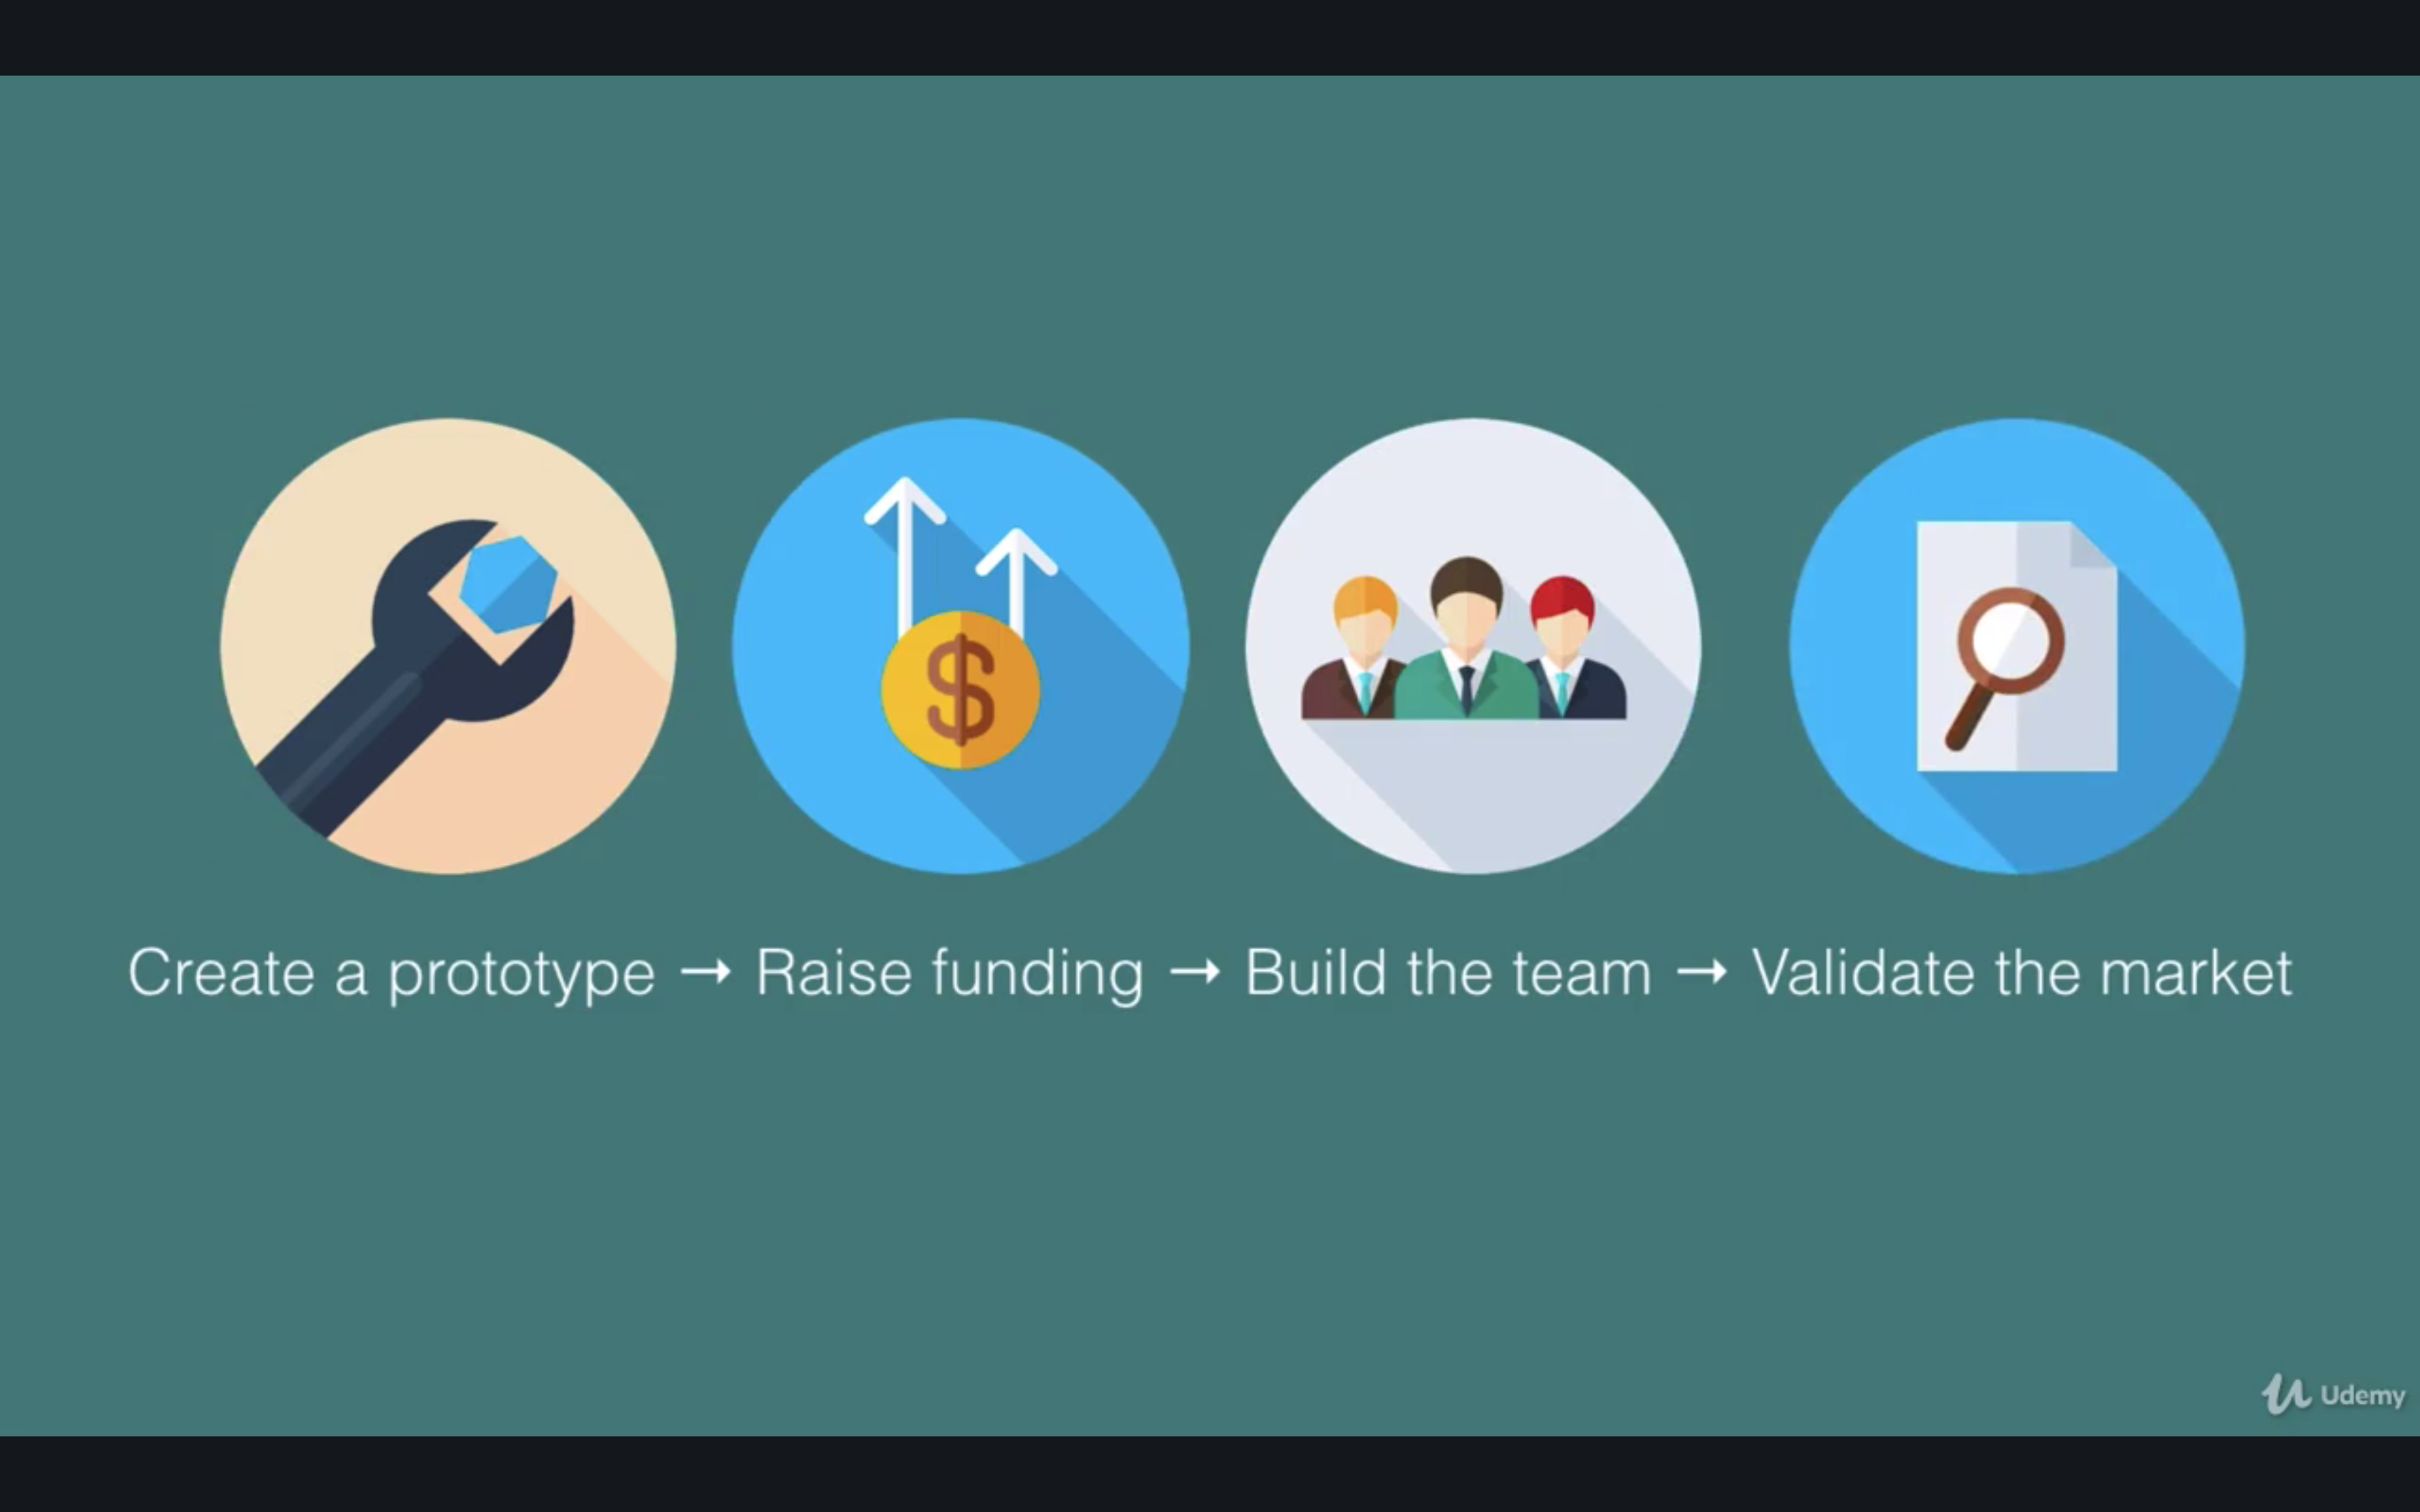 Create a prototype → Raise funding → Build the team → Validate the market
Udemy